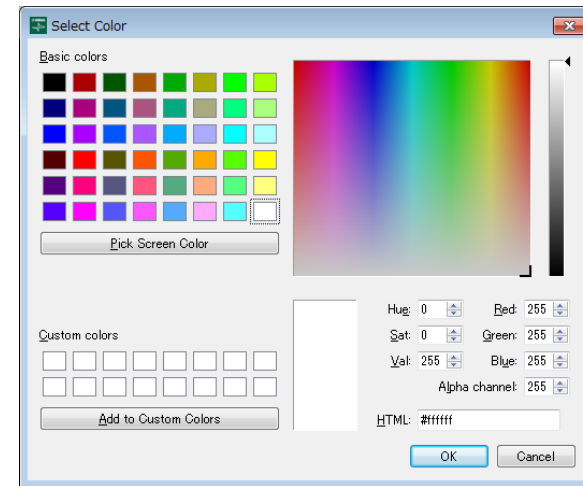 Select Color
Basic colors
Pick Screen Color
Custom colors
Add to Custom Colors
Hue: 0 Red: 255
Sat: 0 Green: 255
Val: 255 Blue: 255
Alpha channel: 255
HTML: #ffffff
OK Cancel